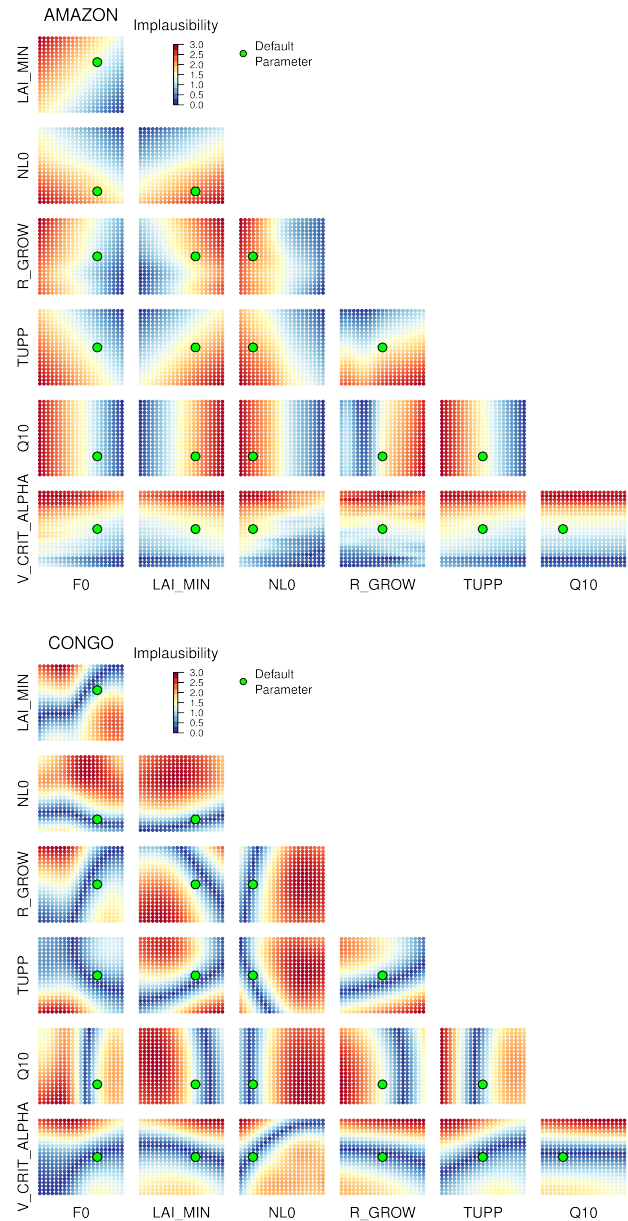 AMAZON
Implausibility
3.0
2.5
2.0
1.5
1.0
0.5
0.0
Default
Parameter
LAI_MIN
NL0
R_GROW
TUPP
Q10
V_CRIT_ALPHA
F0 LAI_MIN NL0 R_GROW TUPP Q10
CONGO
Implausibility
3.0
2.5
2.0
1.5
1.0
0.5
0.0
Default
Parameter
LAI_MIN
NL0
R_GROW
TUPP
Q10
V_CRIT_ALPHA
F0 LAI_MIN NL0 R_GROW TUPP Q10